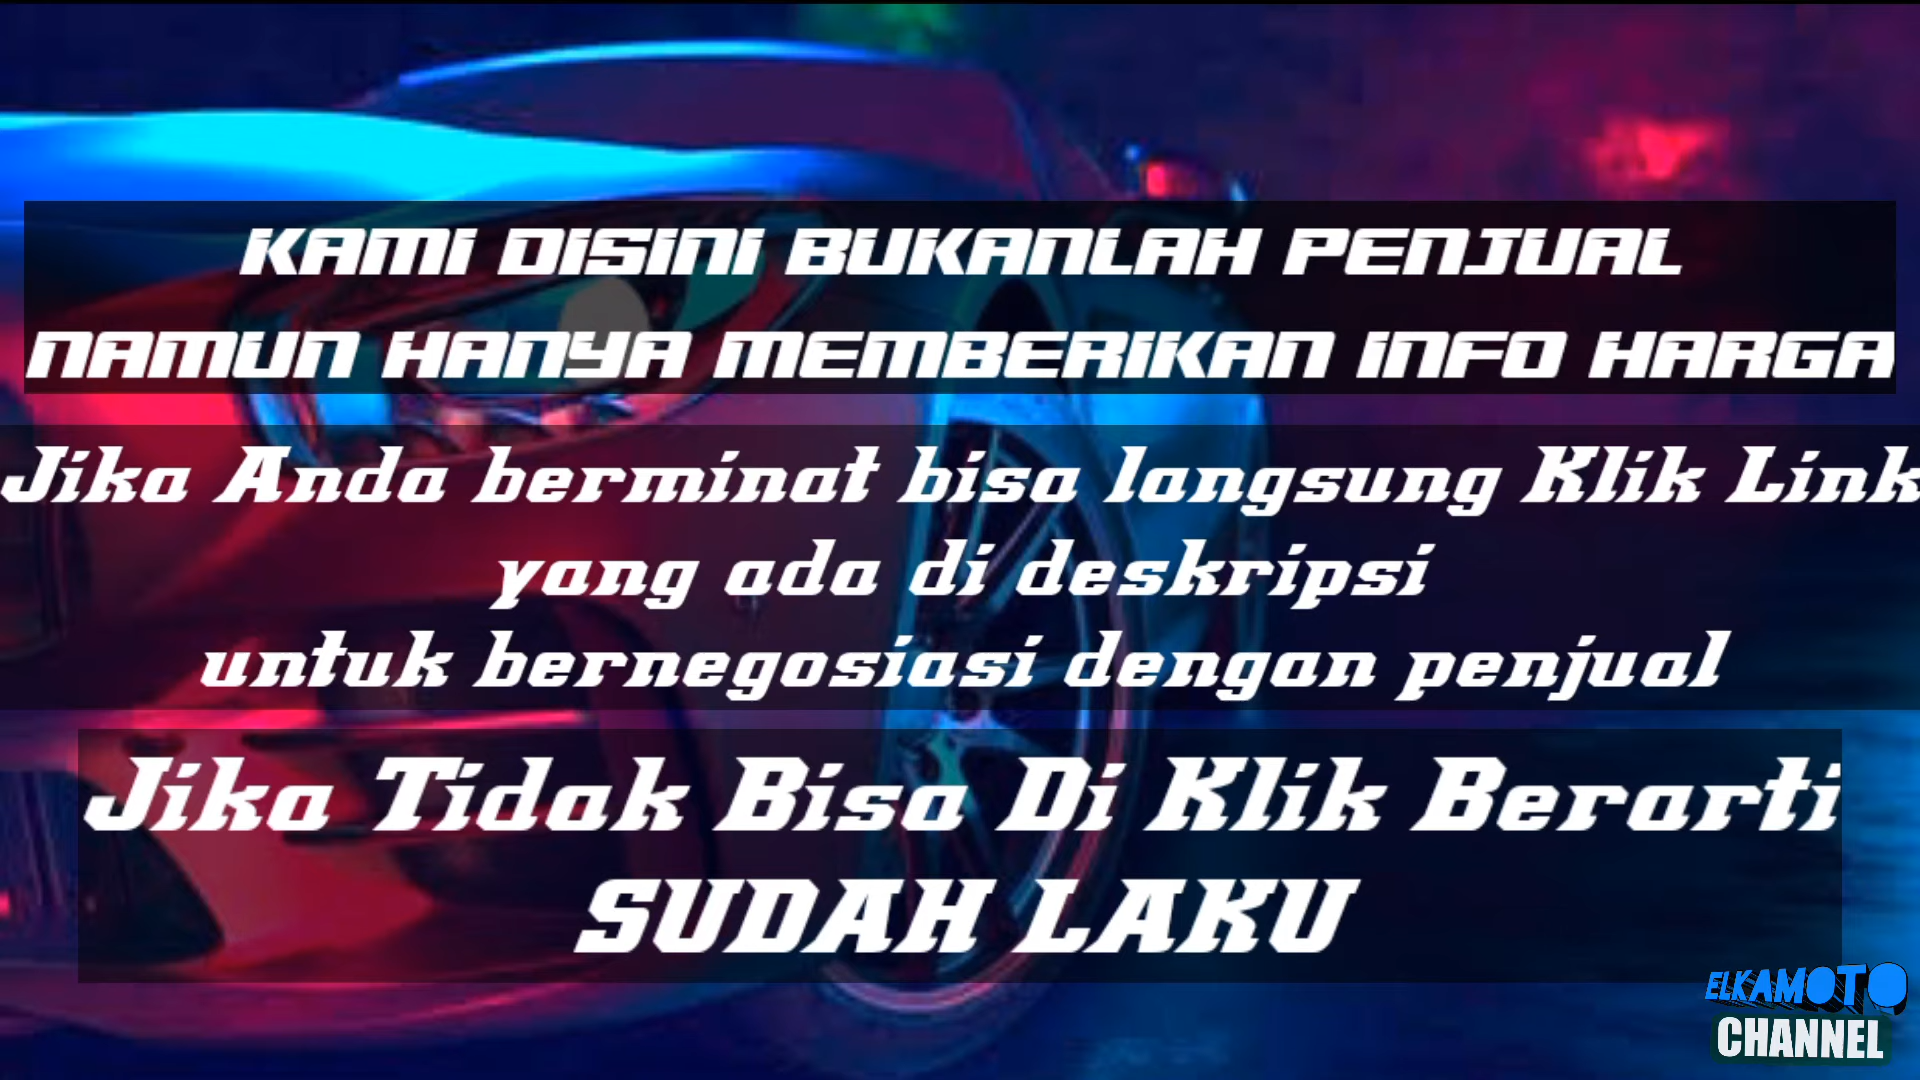 KAMI DISINI BUKANLAH PENJUAL
NAMUN HANYA MEMBERIKAN INFO HARGA
Jika Anda berminat bisa langsung Klik Link
yang ada di deskripsi
untuk bernegosiasi dengan penjual
Jika Tidak Bisa Di Klik Berarti
SUDAH LAKU
ELKAMOTO
CHANNEL